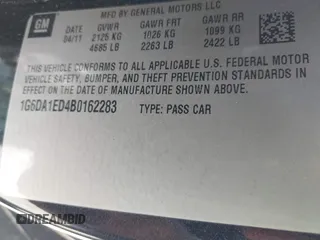 GM
MFD BY GENERAL MOTORS LLC
04/11 GVWR GAWR FRT GAWR RR
2125 KG 1026 KG 1099 KG
4685 LB 2263 LB 2422 LB
THIS VEHICLE CONFORMS TO ALL APPLICABLE U.S. FEDERAL MOTOR
VEHICLE SAFETY, BUMPER, AND THEFT PREVENTION STANDARDS IN
EFFECT ON THE DATE OF MANUFACTURE SHOWN ABOVE.
1G6DA1ED4B0162283 TYPE: PASS CAR
DREAMBID